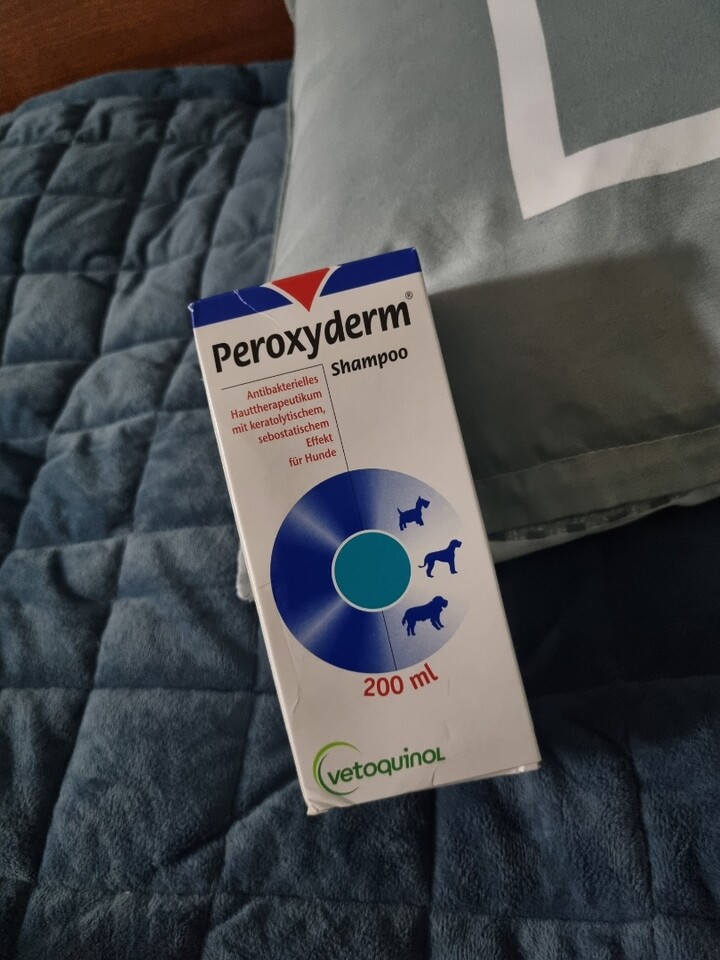 Peroxyderm®
Shampoo
Antibakterielles
Hauttherapeutikum
mit keratolytischem,
sebostatischem
Effekt
für Hunde
200 ml
vetoquinol